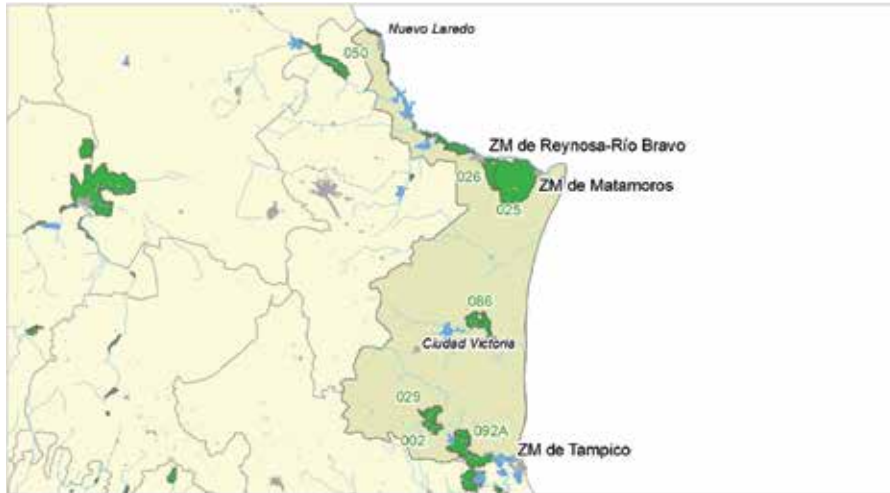 Nuevo Laredo
050
ZM de Reynosa-Río Bravo
026
ZM de Matamoros
025
086
Ciudad Victoria
029
002
092A
ZM de Tampico